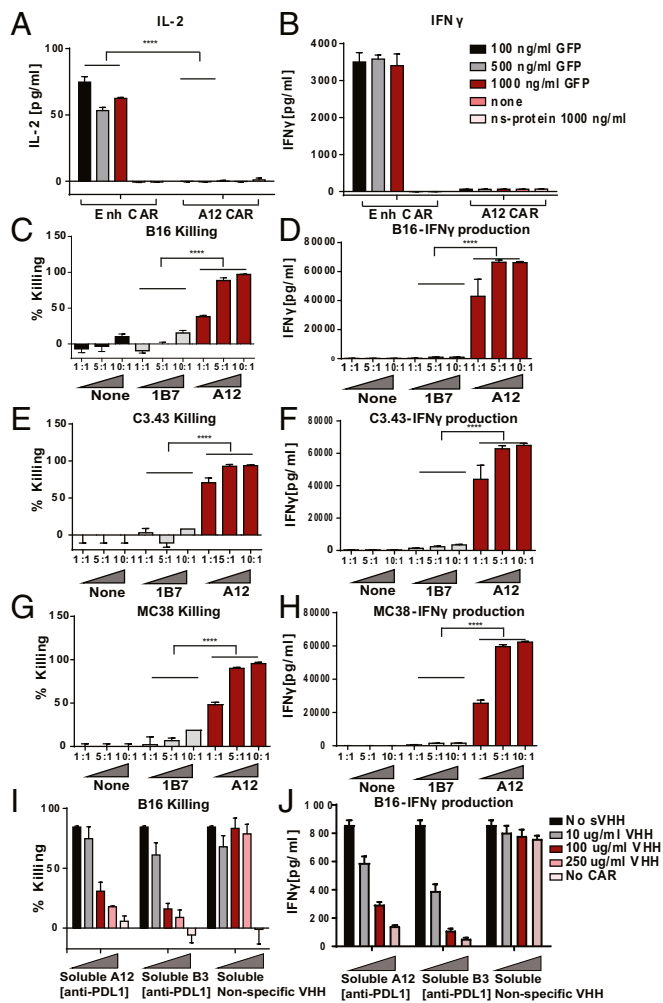 A
IL-2
IL-2 [pg/ml]
100
50
0
****
Enh CAR
A12 CAR
B
IFN γ
IFNγ [pg/ml]
4000
3000
2000
1000
0
Enh CAR
A12 CAR
100 ng/ml GFP
500 ng/ml GFP
1000 ng/ml GFP
none
ns-protein 1000 ng/ml
C
B16 Killing
% Killing
100
50
0
****
1:1 5:1 10:1 1:1 5:1 10:1 1:1 5:1 10:1
None
1B7
A12
D
B16-IFNγ production
IFNγ[pg/ml]
80000
60000
40000
20000
0
****
1:1 5:1 10:1 1:1 5:1 10:1 1:1 5:1 10:1
None
1B7
A12
E
C3.43 Killing
% Killing
100
50
0
****
1:1 5:1 10:1 1:1 5:1 10:1 1:15:1 10:1
None
1B7
A12
F
C3.43-IFNγ production
IFNγ[pg/ml]
80000
60000
40000
20000
0
****
1:1 5:1 10:1 1:1 5:1 10:1 1:1 5:1 10:1
None
1B7
A12
G
MC38 Killing
% Killing
100
50
0
****
1:1 5:1 10:1 1:1 5:1 10:1 1:1 5:1 10:1
None
1B7
A12
H
MC38-IFNγ production
IFNγ[pg/ml]
80000
60000
40000
20000
0
****
1:1 5:1 10:1 1:1 5:1 10:1 1:1 5:1 10:1
None
1B7
A12
I
B16 Killing
% Killing
100
50
0
Soluble A12 Soluble B3 Soluble
[anti-PDL1] [anti-PDL1] Non-specific VHH
J
B16-IFNγ production
IFNγ[pg/ml]
1000
800
600
400
200
0
Soluble A12 Soluble B3 Soluble
[anti-PDL1] [anti-PDL1] Non-specific VHH
No sVHH
10 ug/ml VHH
100 ug/ml VHH
250 ug/ml VHH
No CAR